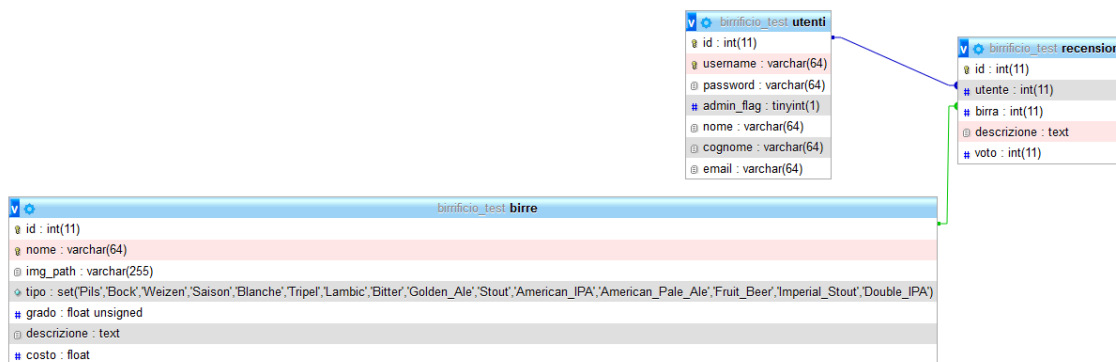 birrificio_test utenti
id : int(11)
username : varchar(64)
password : varchar(64)
admin_flag : tinyint(1)
nome : varchar(64)
cognome : varchar(64)
email : varchar(64)
birrificio_test recension
id : int(11)
utente : int(11)
birra : int(11)
descrizione : text
voto : int(11)
birrificio_test birre
id : int(11)
nome : varchar(64)
img_path : varchar(255)
tipo : set('Pils','Bock','Weizen','Saison','Blanche','Tripel','Lambic','Bitter','Golden_Ale','Stout','American_IPA','American_Pale_Ale','Fruit_Beer','Imperial_Stout','Double_IPA')
grado : float unsigned
descrizione : text
costo : float